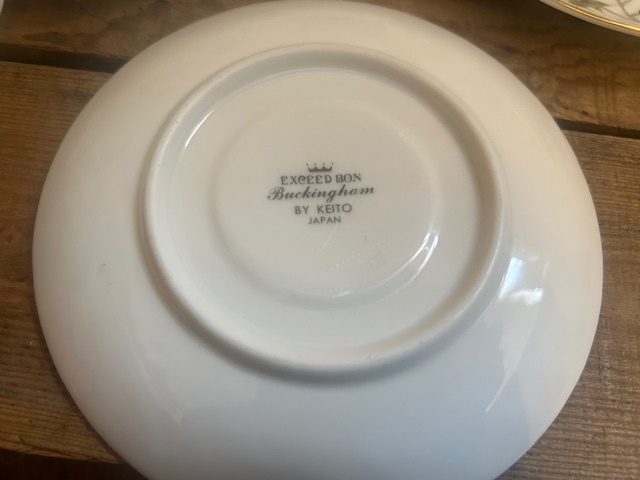 EXCEED BON
Buckingham
BY KEITO
JAPAN